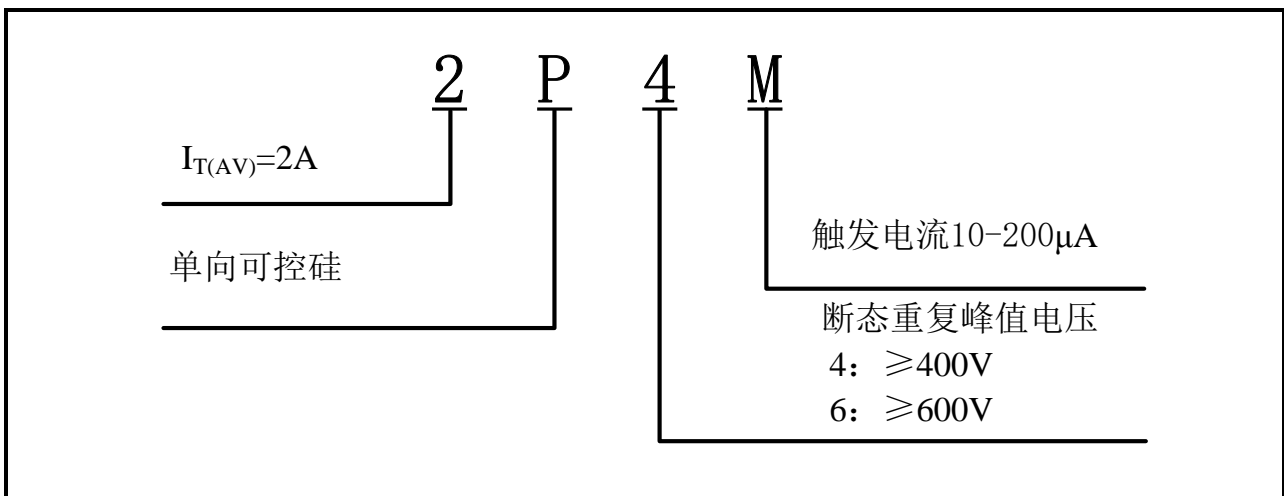 2 P 4 M
I_T(AV)=2A
单向可控硅
触发电流10-200μA
断态重复峰值电压
4：≥400V
6：≥600V